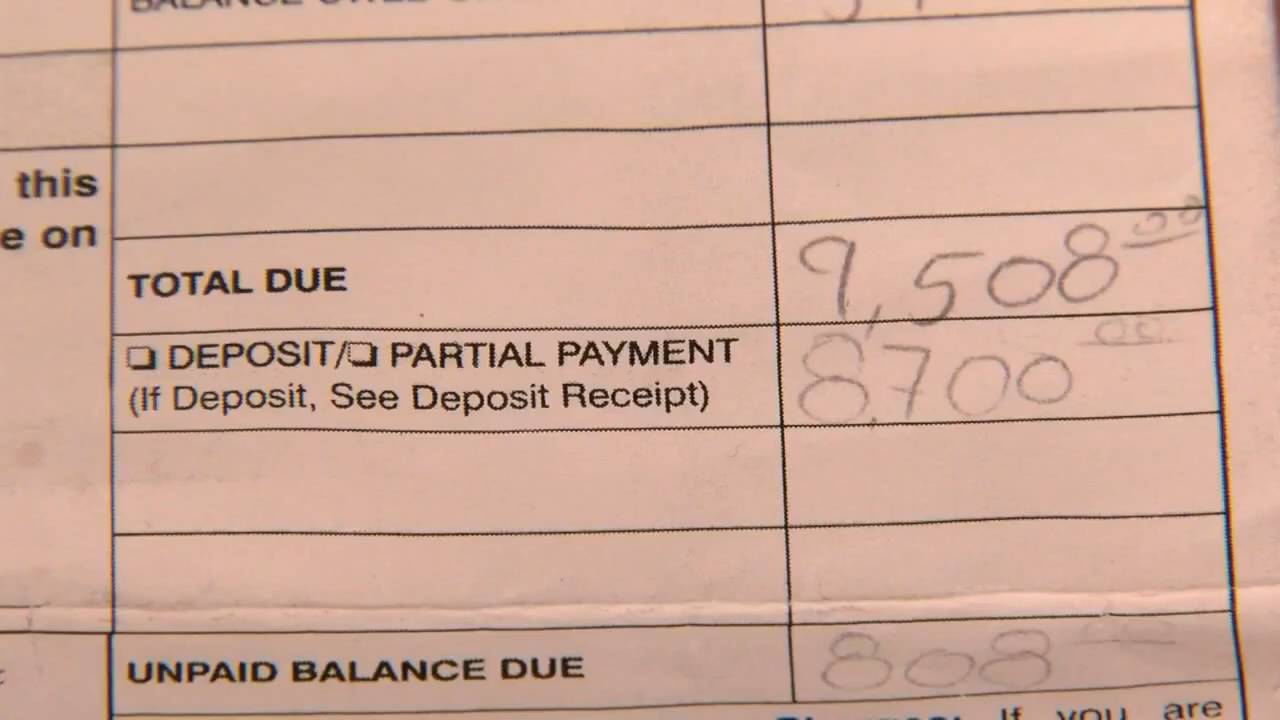 this
e on
TOTAL DUE 9,508 00
❏ DEPOSIT/❏ PARTIAL PAYMENT 8,700 00
(If Deposit, See Deposit Receipt)
UNPAID BALANCE DUE 808
If you are